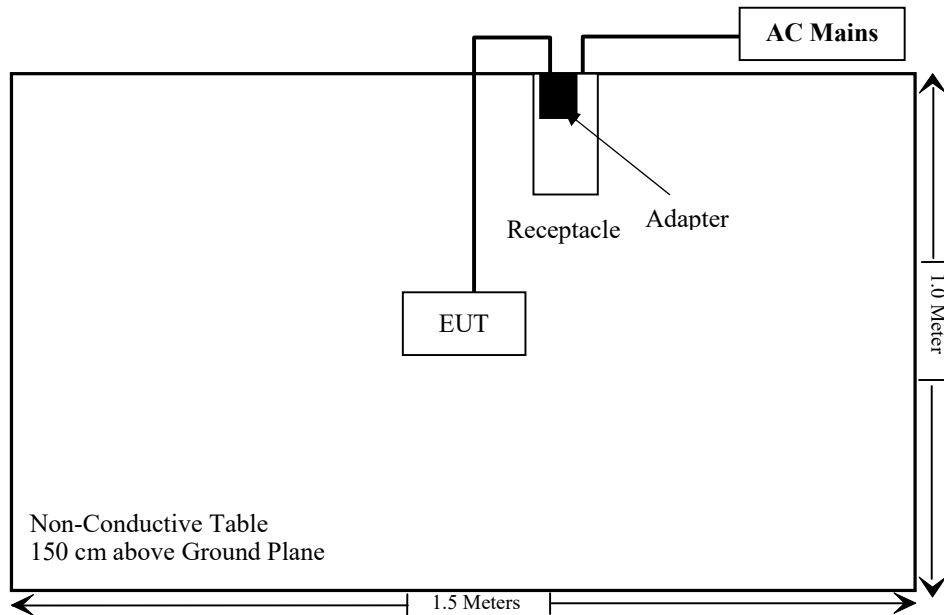 AC Mains
Receptacle
Adapter
EUT
1.0 Meter
Non-Conductive Table
150 cm above Ground Plane
1.5 Meters